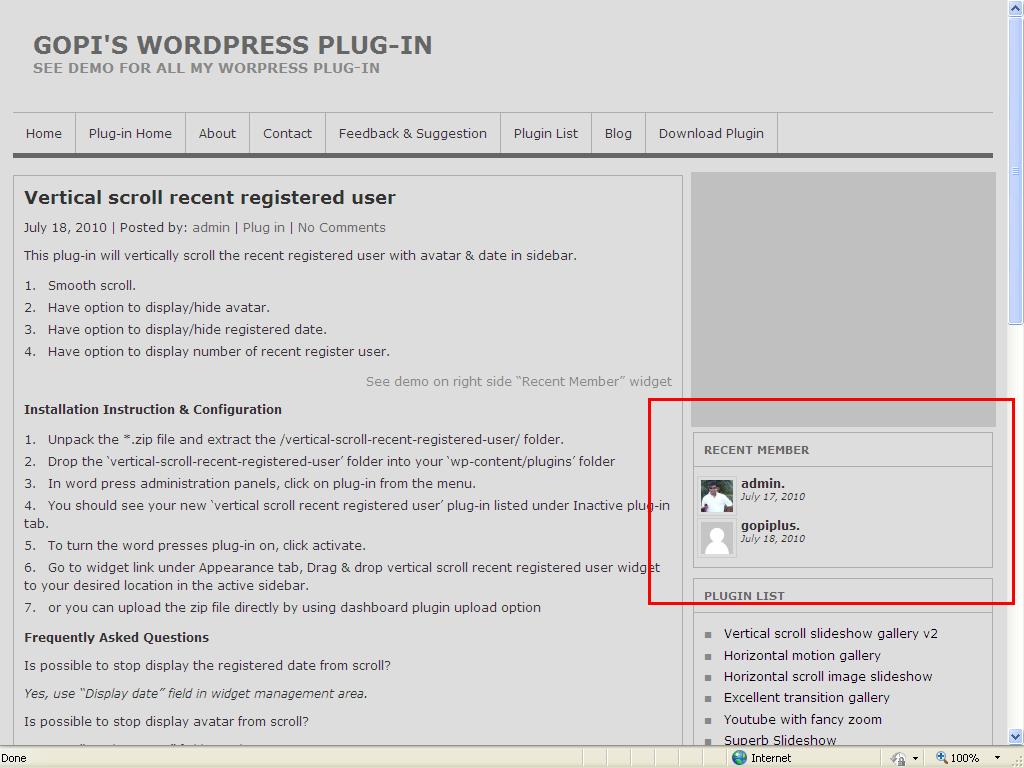 GOPI'S WORDPRESS PLUG-IN
SEE DEMO FOR ALL MY WORPRESS PLUG-IN
Home Plug-in Home About Contact Feedback & Suggestion Plugin List Blog Download Plugin
Vertical scroll recent registered user
July 18, 2010 | Posted by: admin | Plug in | No Comments
This plug-in will vertically scroll the recent registered user with avatar & date in sidebar.
1. Smooth scroll.
2. Have option to display/hide avatar.
3. Have option to display/hide registered date.
4. Have option to display number of recent register user.
See demo on right side “Recent Member” widget
Installation Instruction & Configuration
1. Unpack the *.zip file and extract the /vertical-scroll-recent-registered-user/ folder.
2. Drop the ‘vertical-scroll-recent-registered-user’ folder into your ‘wp-content/plugins’ folder
3. In word press administration panels, click on plug-in from the menu.
4. You should see your new ‘vertical scroll recent registered user’ plug-in listed under Inactive plug-in
tab.
5. To turn the word presses plug-in on, click activate.
6. Go to widget link under Appearance tab, Drag & drop vertical scroll recent registered user widget
to your desired location in the active sidebar.
7. or you can upload the zip file directly by using dashboard plugin upload option
Frequently Asked Questions
Is possible to stop display the registered date from scroll?
Yes, use “Display date” field in widget management area.
Is possible to stop display avatar from scroll?
RECENT MEMBER
admin.
July 17, 2010
gopiplus.
July 18, 2010
PLUGIN LIST
Vertical scroll slideshow gallery v2
Horizontal motion gallery
Horizontal scroll image slideshow
Excellent transition gallery
Youtube with fancy zoom
Superb Slideshow
Done Internet 100%